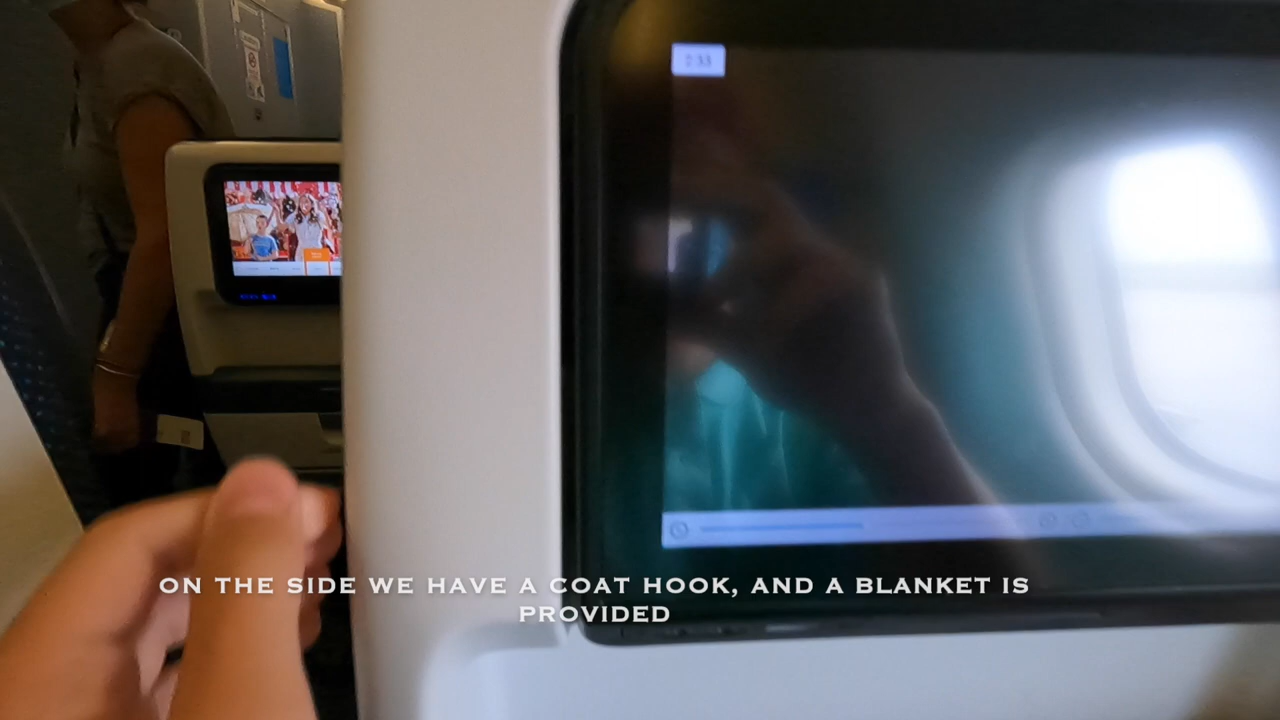 ON THE SIDE WE HAVE A COAT HOOK, AND A BLANKET IS
PROVIDED